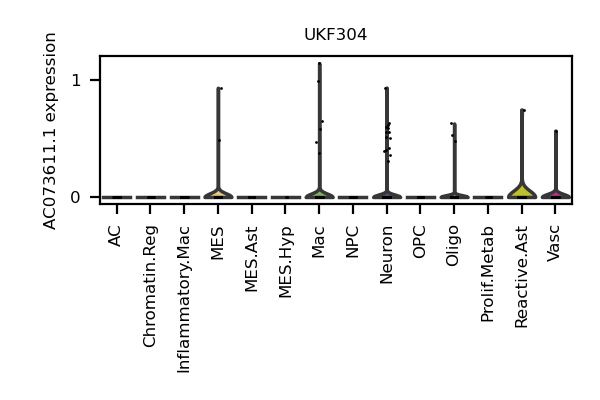 UKF304
AC073611.1 expression
1
0
AC
Chromatin.Reg
Inflammatory.Mac
MES
MES.Ast
MES.Hyp
Mac
NPC
Neuron
OPC
Oligo
Prolif.Metab
Reactive.Ast
Vasc